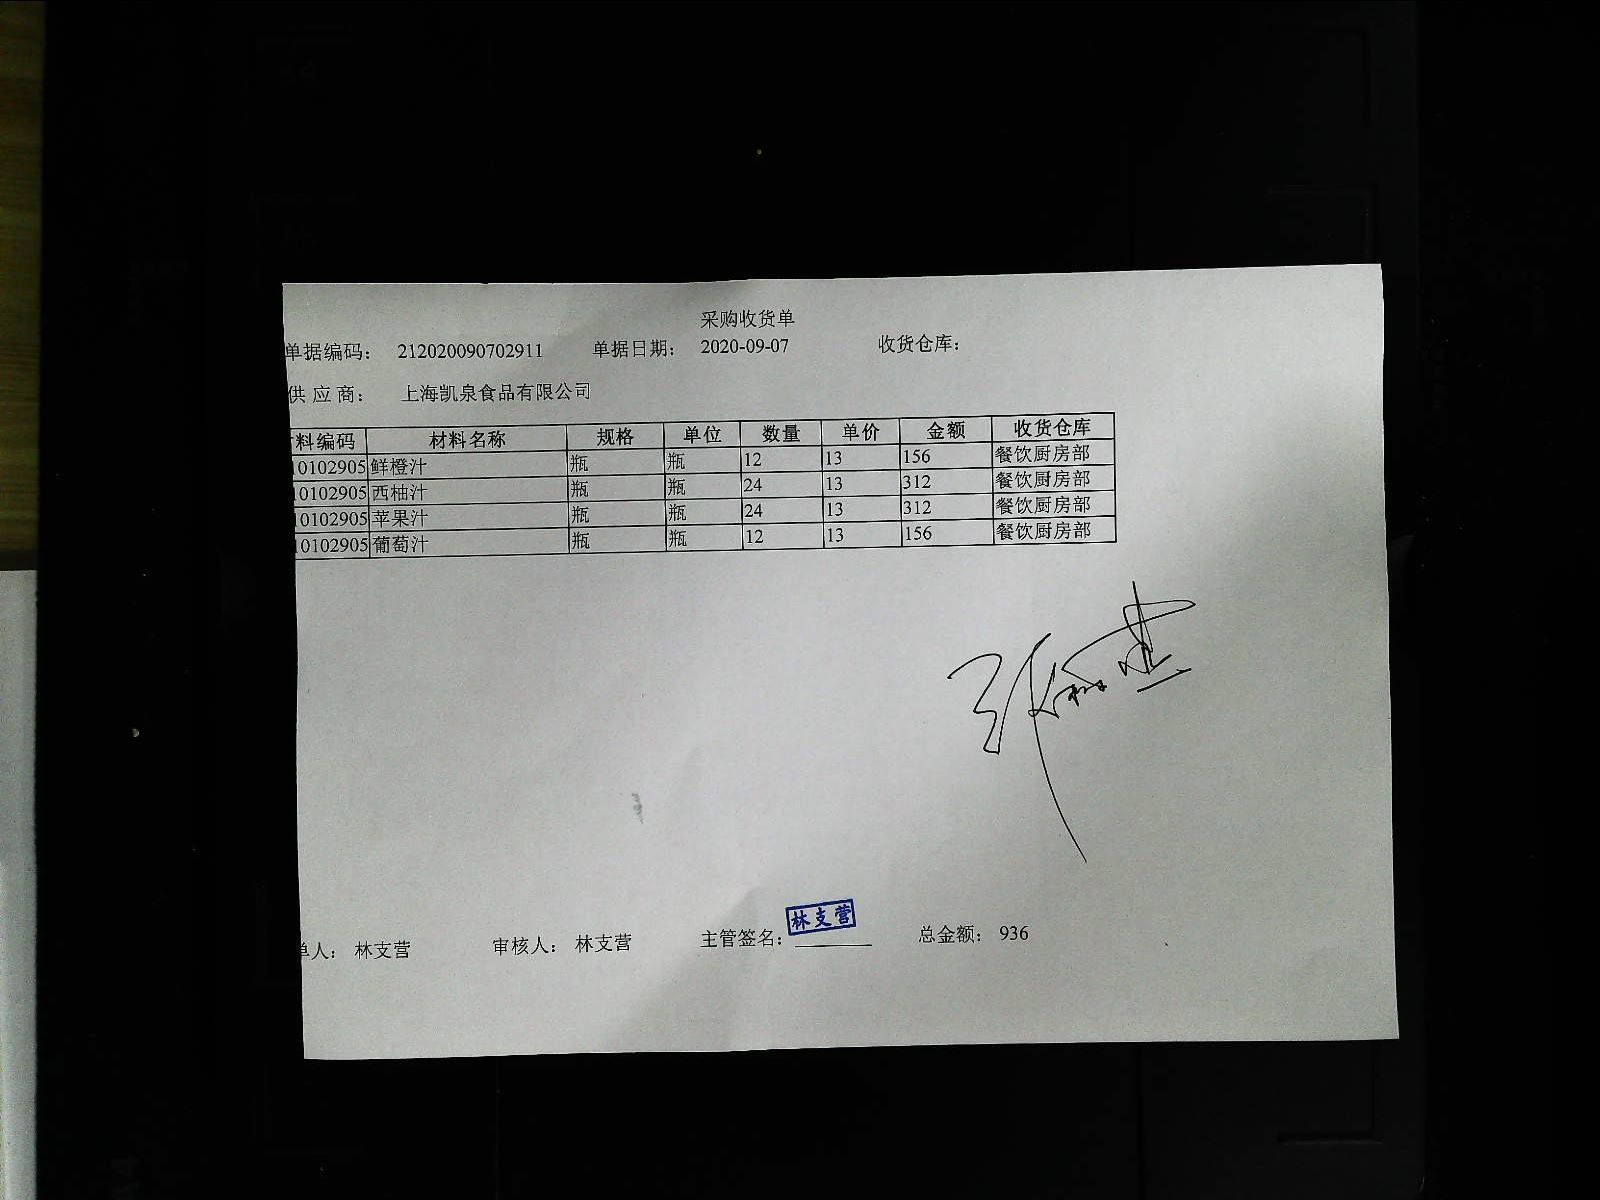 采购收货单
单据编码： 212020090702911 单据日期： 2020-09-07 收货仓库：
供 应 商： 上海凯泉食品有限公司
料编码 材料名称 规格 单位 数量 单价 金额 收货仓库
10102905 鲜橙汁 瓶 瓶 12 13 156 餐饮厨房部
10102905 西柚汁 瓶 瓶 24 13 312 餐饮厨房部
10102905 苹果汁 瓶 瓶 24 13 312 餐饮厨房部
10102905 葡萄汁 瓶 瓶 12 13 156 餐饮厨房部
林支营
单人： 林支营 审核人： 林支营 主管签名： 总金额： 936